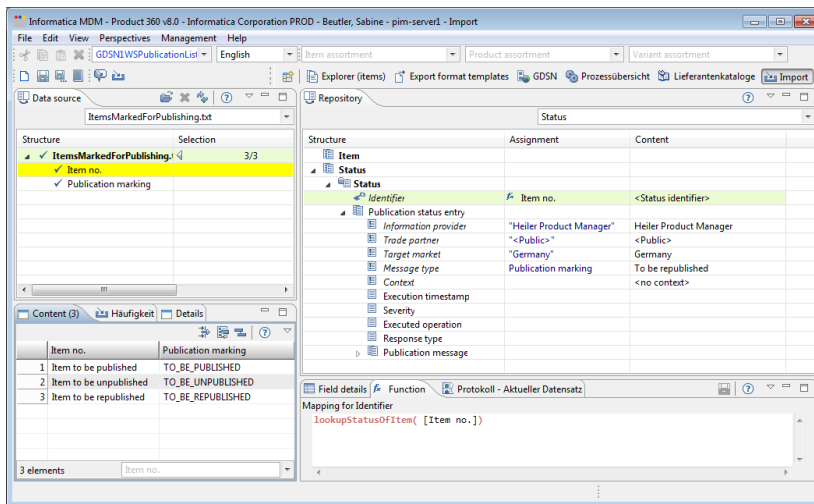 Informatica MDM - Product 360 v8.0 - Informatica Corporation PROD - Beutler, Sabine - pim-server1 - Import
File Edit View Perspectives Management Help
GDSN1WSPublicationList English Item assortment Product assortment Variant assortment
Explorer (items) Export format templates GDSN Prozessübersicht Lieferantenkataloge Import
Data source
ItemsMarkedForPublishing.txt
Structure Selection
ItemsMarkedForPublishing.t 3/3
Item no.
Publication marking
Repository
Status
Structure Assignment Content
Item
Status
Status
Identifier Item no. <Status identifier>
Publication status entry
Information provider "Heiler Product Manager" Heiler Product Manager
Trade partner "<Public>" <Public>
Target market "Germany" Germany
Message type Publication marking To be republished
Context <no context>
Execution timestamp
Severity
Executed operation
Response type
Publication message
Content (3) Häufigkeit Details
Item no. Publication marking
1 Item to be published TO_BE_PUBLISHED
2 Item to be unpublished TO_BE_UNPUBLISHED
3 Item to be republished TO_BE_REPUBLISHED
3 elements Item no.
Field details Function Protokoll - Aktueller Datensatz
Mapping for Identifier
lookupStatusOfItem( [Item no.])